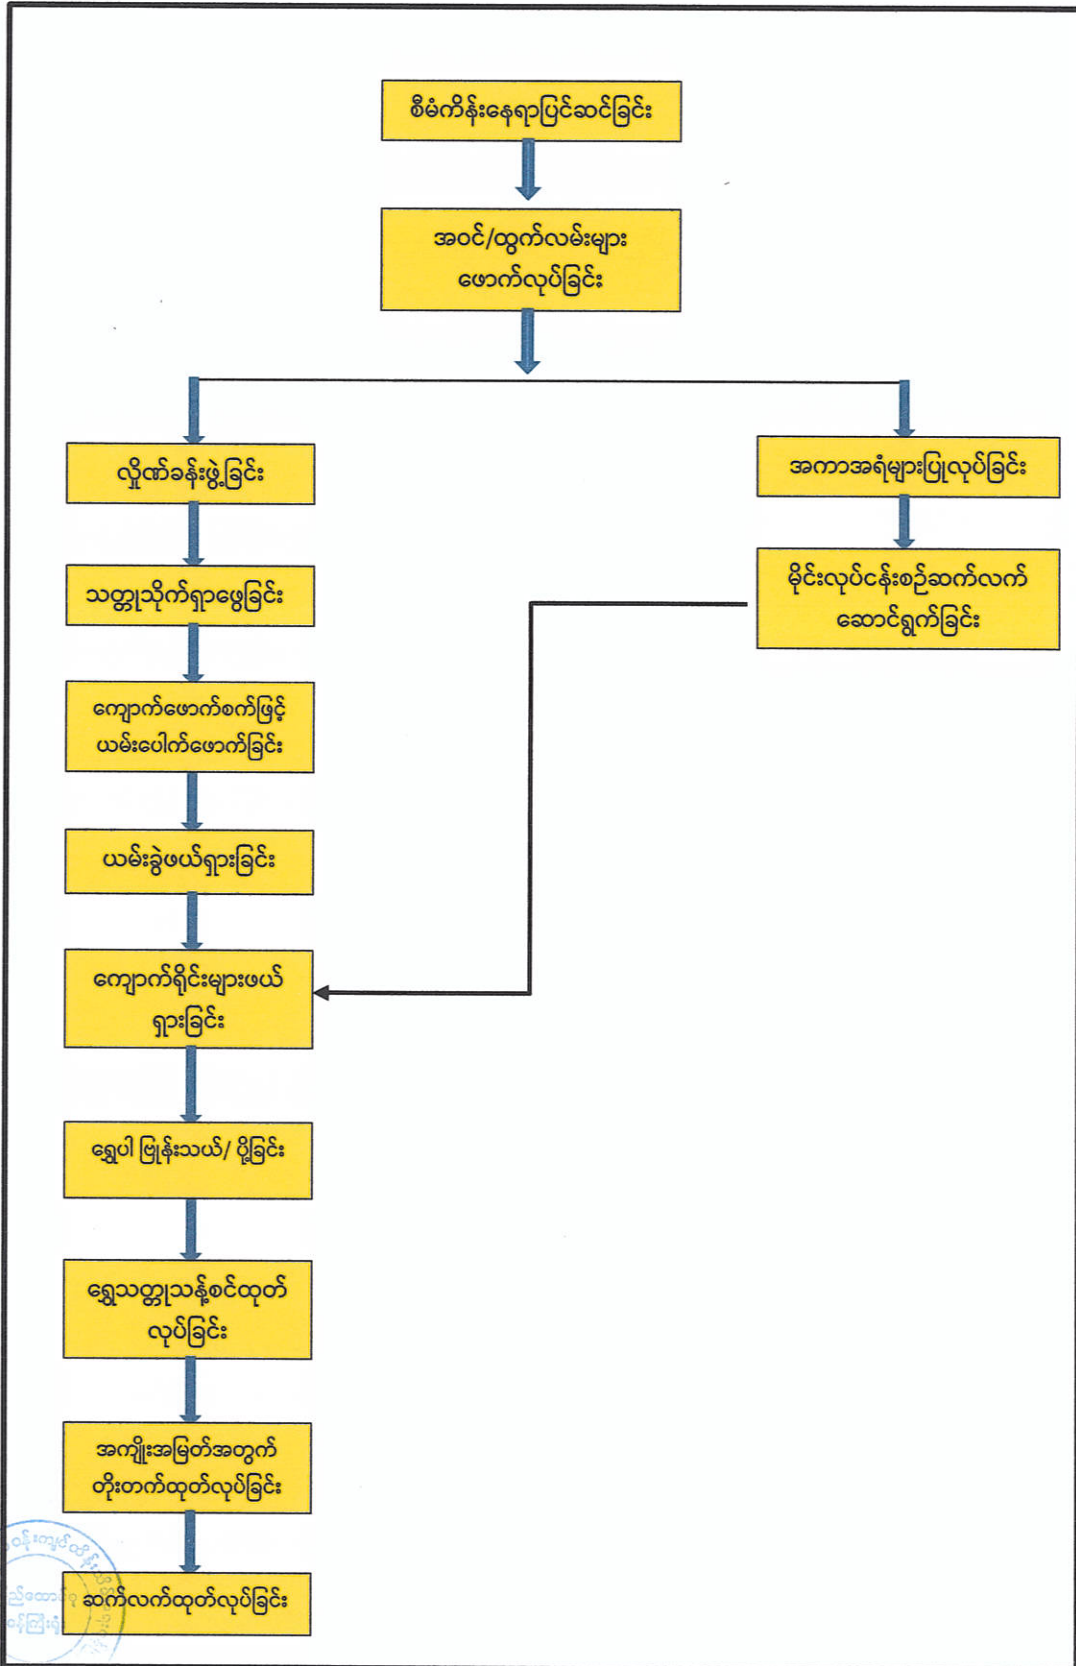 စီမံကိန်းနေရာပြင်ဆင်ခြင်း
အဝင်/ထွက်လမ်းများ
ဖောက်လုပ်ခြင်း
လှိုဏ်ခန်းဖွဲ့ခြင်း
အကာအရံများပြုလုပ်ခြင်း
သတ္တုသိုက်ရှာဖွေခြင်း
မိုင်းလုပ်ငန်းစဉ်ဆက်လက်
ဆောင်ရွက်ခြင်း
ကျောက်ဖောက်စက်ဖြင့်
ယမ်းပေါက်ဖောက်ခြင်း
ယမ်းခွဲဖယ်ရှားခြင်း
ကျောက်ရိုင်းများဖယ်
ရှားခြင်း
ရွှေပါ ဗြုန်းသယ်/ ပို့ခြင်း
ရွှေသတ္တုသန့်စင်ထုတ်
လုပ်ခြင်း
အကျိုးအမြတ်အတွက်
တိုးတက်ထုတ်လုပ်ခြင်း
ဆက်လက်ထုတ်လုပ်ခြင်း